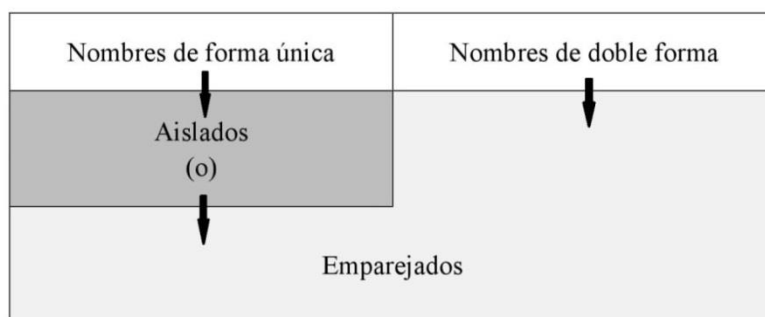 Nombres de forma única
Nombres de doble forma
Aislados
(o)
Emparejados